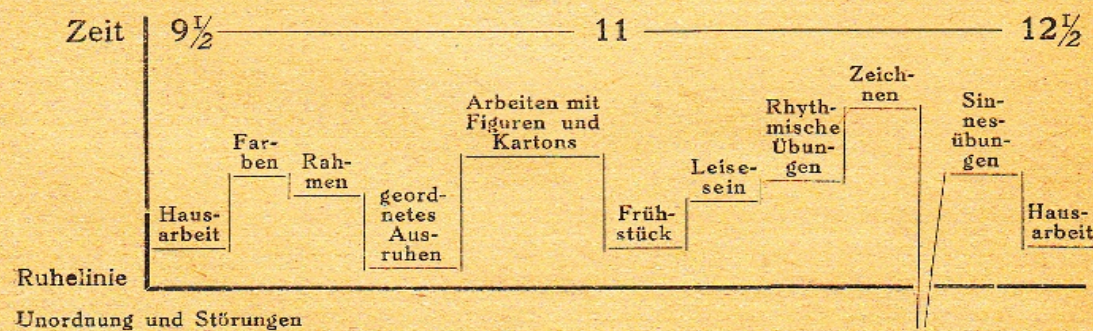 Zeit 9½ 11 12½
Haus-
arbeit
Far-
ben
Rah-
men
geord-
netes
Aus-
ruhen
Arbeiten mit
Figuren und
Kartons
Früh-
stück
Leise-
sein
Rhyth-
mische
Übun-
gen
Zeich-
nen
Sin-
nes-
übun-
gen
Haus-
arbeit
Ruhelinie
Unordnung und Störungen